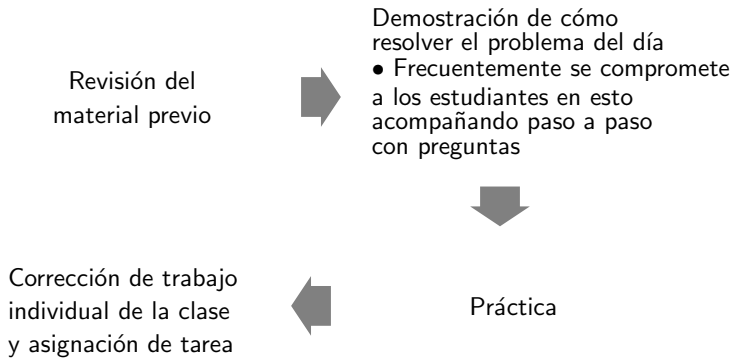 Revisión del
material previo
Demostración de cómo
resolver el problema del día
• Frecuentemente se compromete
a los estudiantes en esto
acompañando paso a paso
con preguntas
Práctica
Corrección de trabajo
individual de la clase
y asignación de tarea